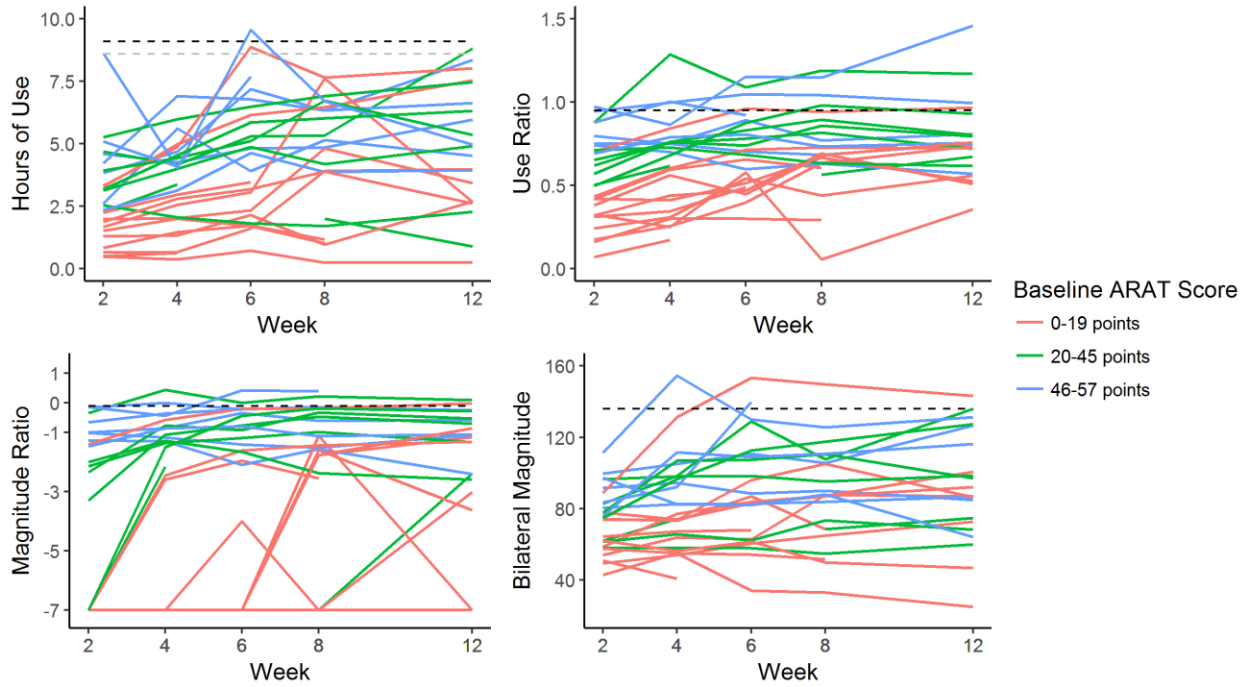 10.0
7.5
5.0
2.5
0.0
Hours of Use
2 4 6 8 12
Week
1.5
1.0
0.5
0.0
Use Ratio
2 4 6 8 12
Week
1
0
-1
-3
-5
-7
Magnitude Ratio
2 4 6 8 12
Week
160
120
80
40
Bilateral Magnitude
2 4 6 8 12
Week
Baseline ARAT Score
0-19 points
20-45 points
46-57 points